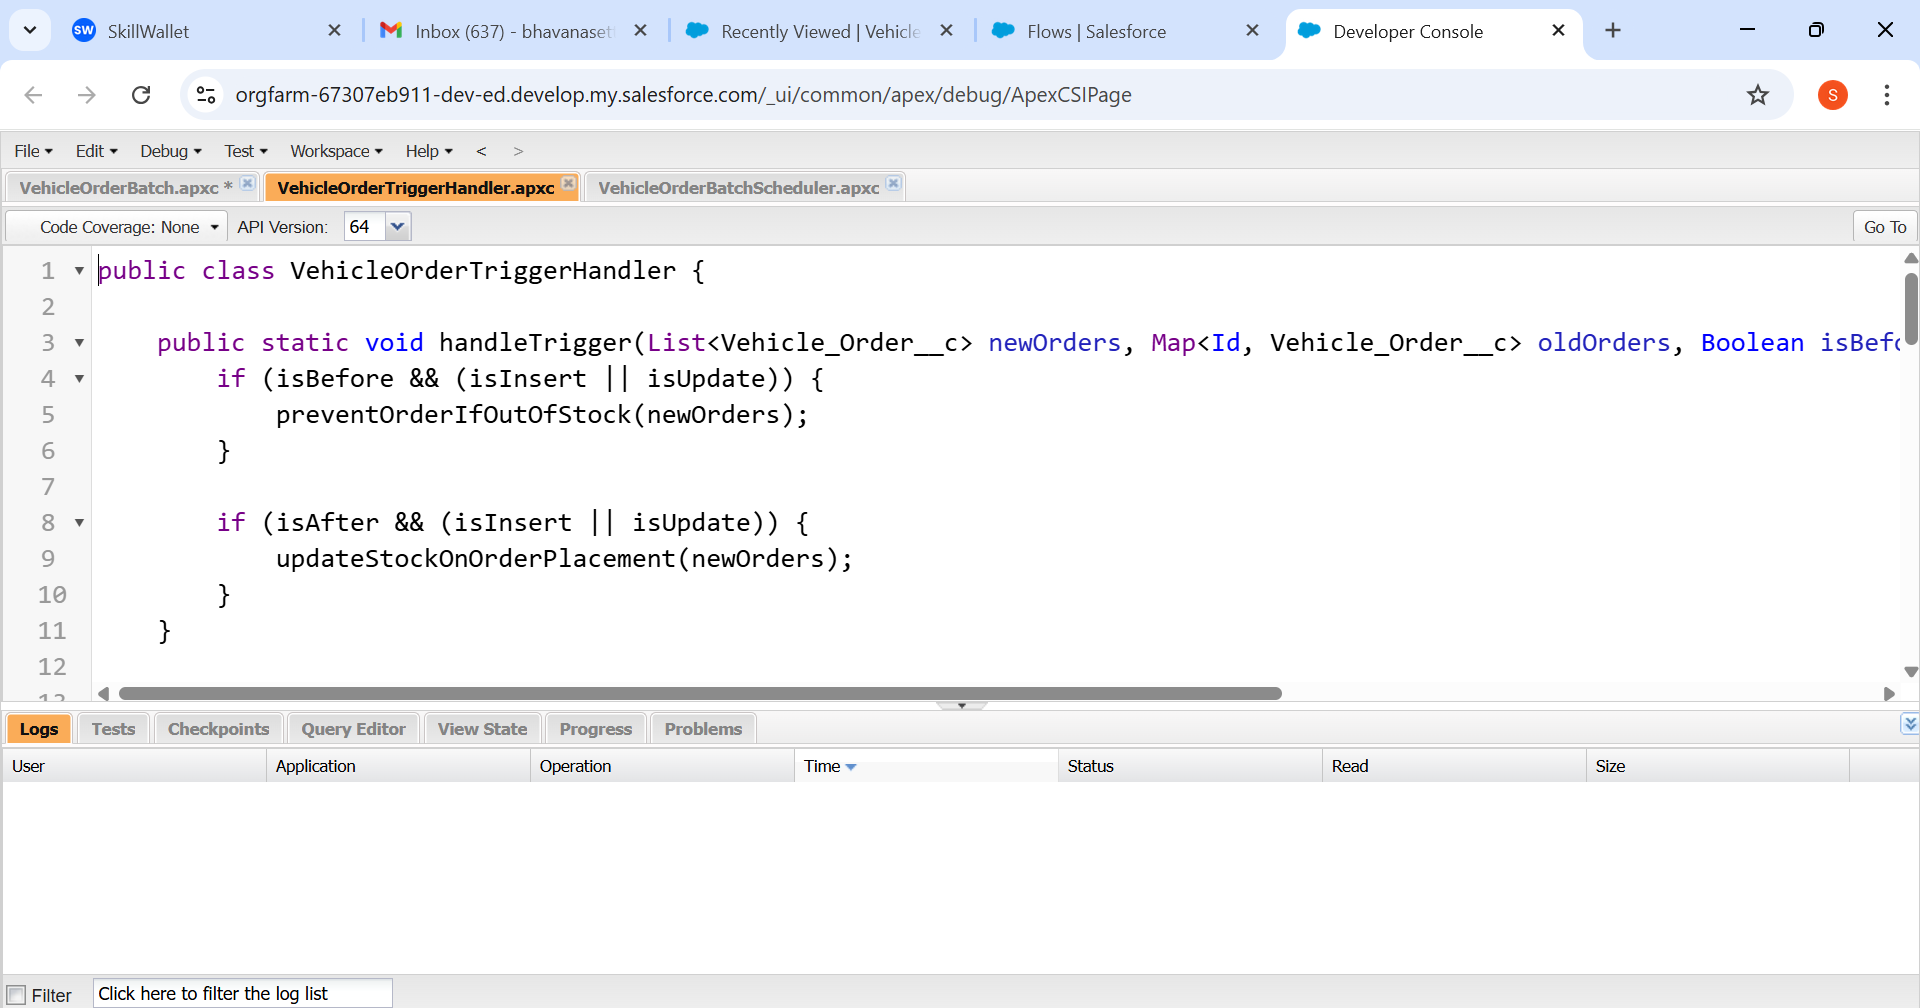 SW SkillWallet
Inbox (637) - bhavanaset
Recently Viewed | Vehicle
Flows | Salesforce
Developer Console
orgfarm-67307eb911-dev-ed.develop.my.salesforce.com/_ui/common/apex/debug/ApexCSIPage
S
File Edit Debug Test Workspace Help < >
VehicleOrderBatch.apxc * VehicleOrderTriggerHandler.apxc VehicleOrderBatchScheduler.apxc
Code Coverage: None API Version: 64 Go To
1 public class VehicleOrderTriggerHandler {
2
3 public static void handleTrigger(List<Vehicle_Order__c> newOrders, Map<Id, Vehicle_Order__c> oldOrders, Boolean isBefo
4 if (isBefore && (isInsert || isUpdate)) {
5 preventOrderIfOutOfStock(newOrders);
6 }
7
8 if (isAfter && (isInsert || isUpdate)) {
9 updateStockOnOrderPlacement(newOrders);
10 }
11 }
12
13
Logs Tests Checkpoints Query Editor View State Progress Problems
User Application Operation Time Status Read Size
Filter Click here to filter the log list